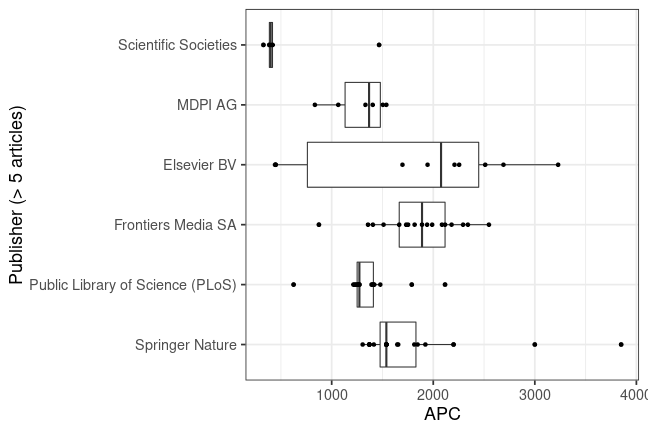 Publisher (> 5 articles)
Scientific Societies
MDPI AG
Elsevier BV
Frontiers Media SA
Public Library of Science (PLoS)
Springer Nature
1000 2000 3000 4000
APC